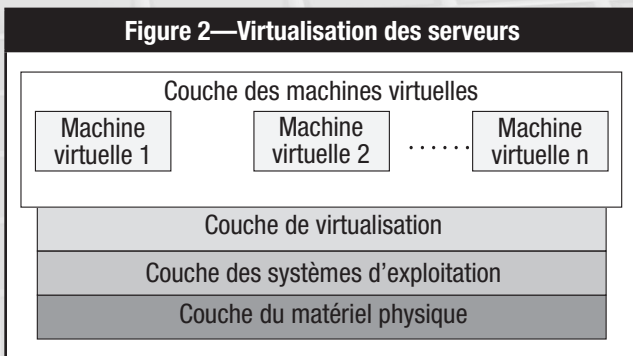 Figure 2—Virtualisation des serveurs
Couche des machines virtuelles
Machine
virtuelle 1
Machine
virtuelle 2
......
Machine
virtuelle n
Couche de virtualisation
Couche des systèmes d'exploitation
Couche du matériel physique